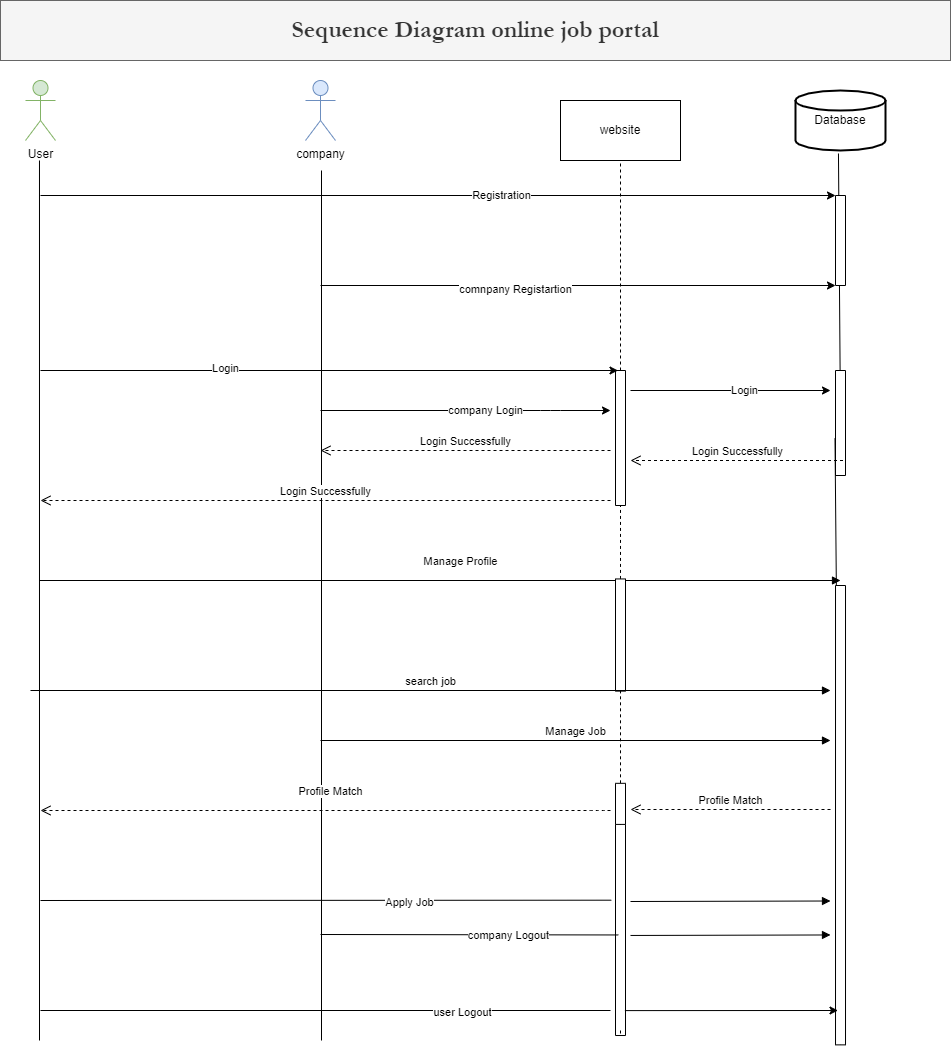 Sequence Diagram online job portal
User
company
website
Database
Registration
comnpany Registartion
Login
Login
company Login
Login Successfully
Login Successfully
Login Successfully
Manage Profile
search job
Manage Job
Profile Match
Profile Match
Apply Job
company Logout
user Logout